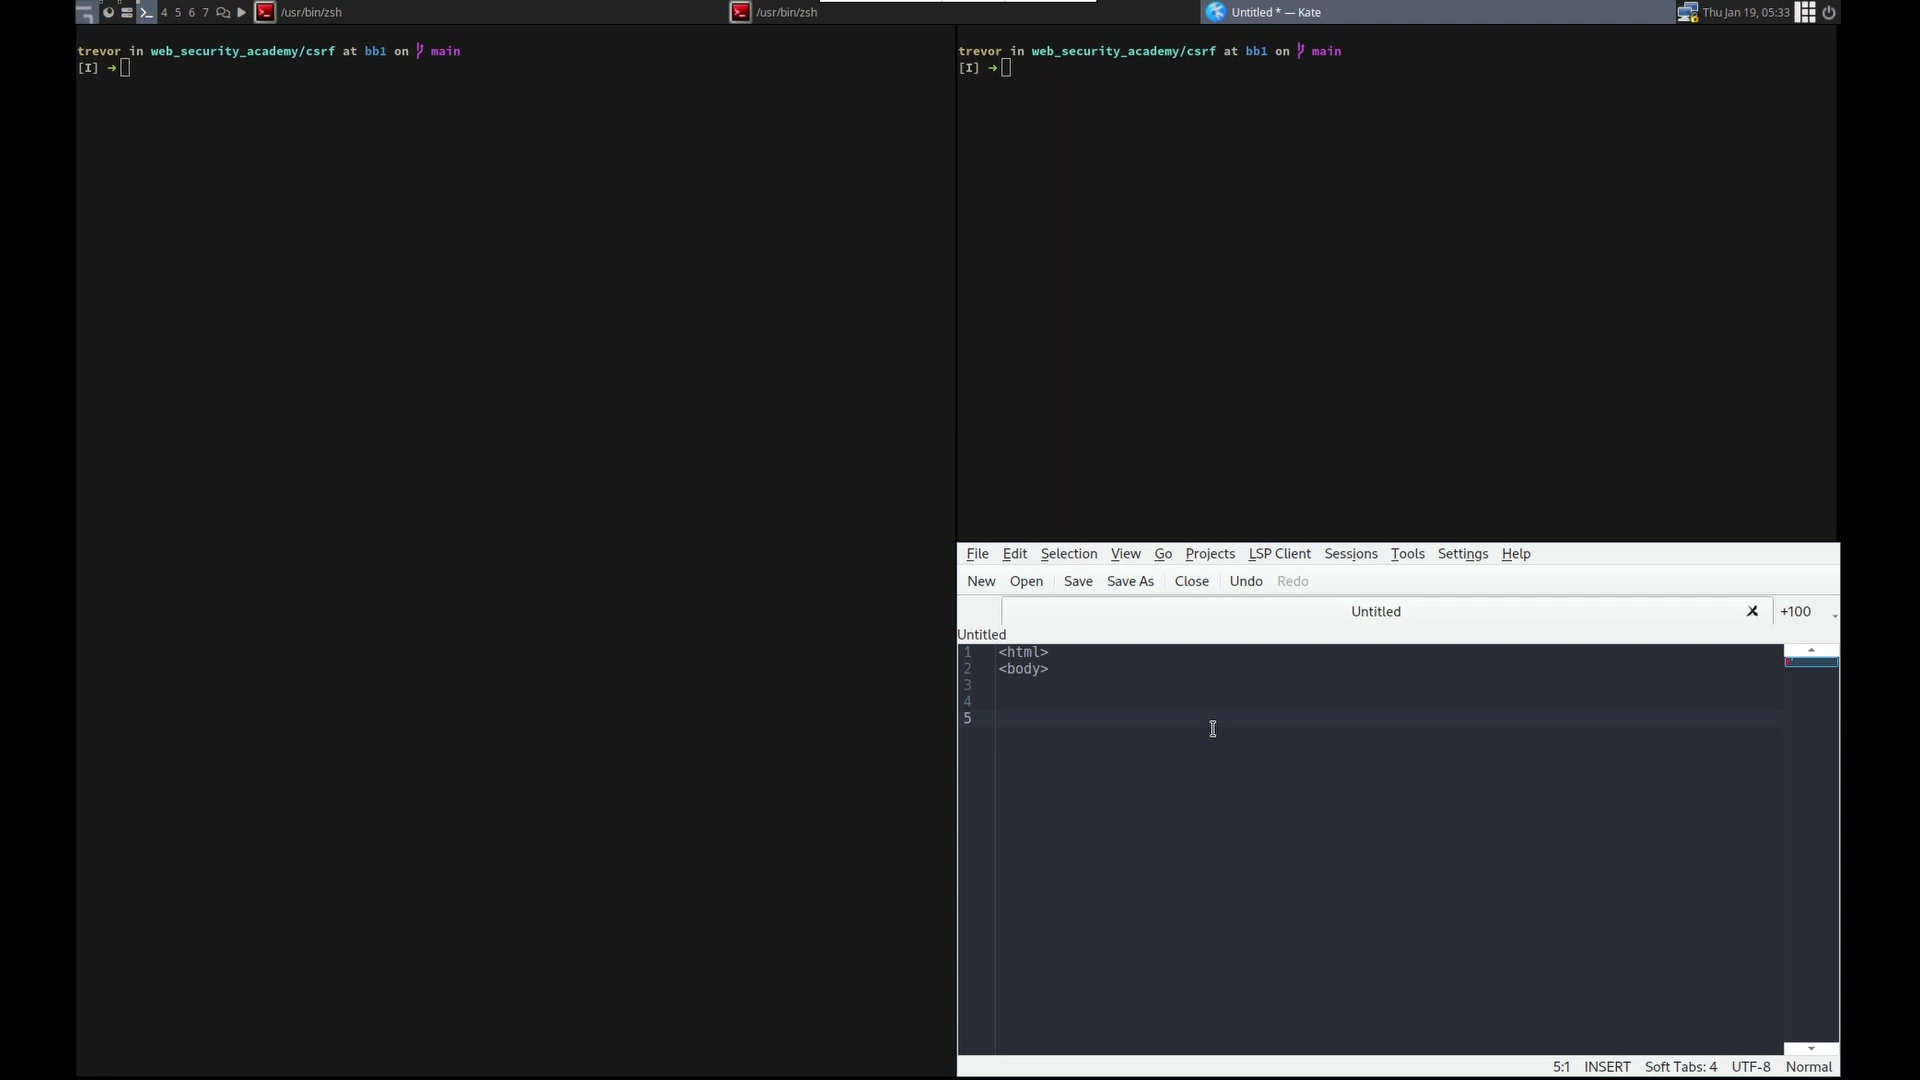 4 5 6 7 /usr/bin/zsh /usr/bin/zsh Untitled * — Kate Thu Jan 19, 05:33
trevor in web_security_academy/csrf at bb1 on main
[I] ➜
trevor in web_security_academy/csrf at bb1 on main
[I] ➜
File Edit Selection View Go Projects LSP Client Sessions Tools Settings Help
New Open Save Save As Close Undo Redo
Untitled +100
Untitled
1 <html>
2 <body>
3
4
5
5:1 INSERT Soft Tabs: 4 UTF-8 Normal